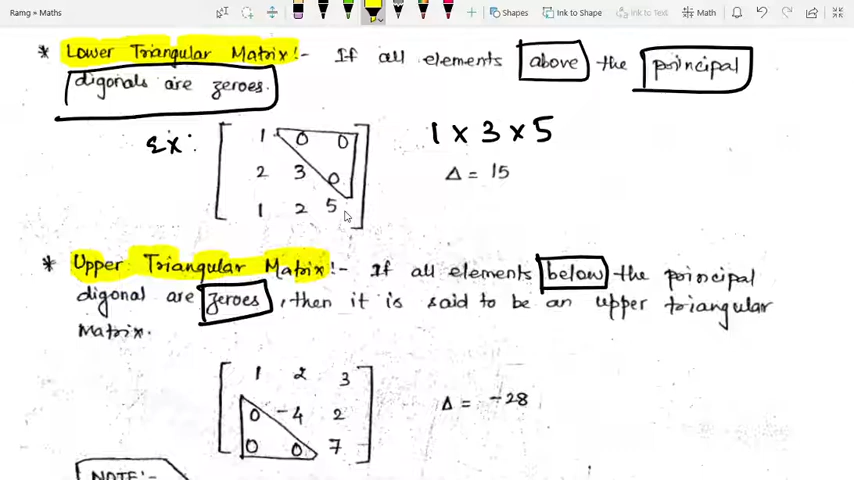 Ramg » Maths
Shapes
Ink to Shape
Ink to Text
Math
* Lower Triangular Matrix:- If all elements above the principal
digonals are zeroes.
Ex:
1 0 0
2 3 0
1 2 5
1 x 3 x 5
Δ = 15
* Upper Triangular Matrix:- If all elements below the principal
digonal are zeroes, then it is said to be an upper triangular
Matrix.
1 2 3
0 -4 2
0 0 7
Δ = -28
NOTE:-